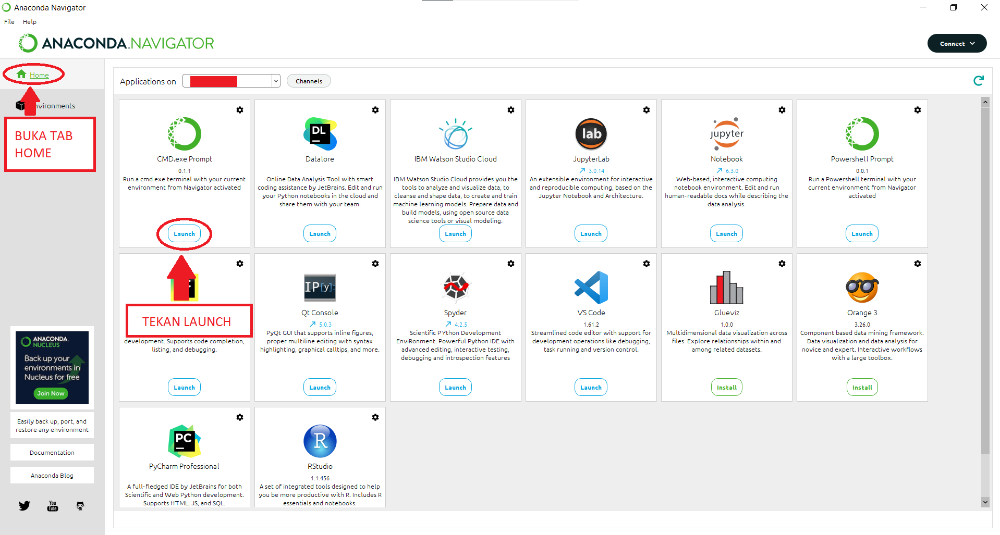 Anaconda Navigator
File Help
ANACONDA.NAVIGATOR
Connect
Home
Applications on
Channels
BUKA TAB
HOME
CMD.exe Prompt
0.1.1
Run a cmd.exe terminal with your current
environment from Navigator activated
Launch
DL
Datalore
Online Data Analysis Tool with smart
coding assistance by JetBrains. Edit and run
your Python notebooks in the cloud and
share them with your team.
Launch
IBM Watson Studio Cloud
IBM Watson Studio Cloud provides you the
tools to analyze and visualize data, to
cleanse and shape data, to create and train
machine learning models. Prepare data and
build models, using open source data
science tools or visual modeling.
Launch
lab
JupyterLab
3.0.14
An extensible environment for interactive
and reproducible computing, based on the
Jupyter Notebook and Architecture.
Launch
jupyter
Notebook
6.3.0
Web-based, interactive computing
notebook environment. Edit and run
human-readable docs while describing the
data analysis.
Launch
Powershell Prompt
0.0.1
Run a Powershell terminal with your
current environment from Navigator
activated
Launch
TEKAN LAUNCH
development. Supports code completion,
listing, and debugging.
Launch
IP[y]:
Qt Console
5.0.3
PyQt GUI that supports inline figures,
proper multiline editing with syntax
highlighting, graphical calltips, and more.
Launch
Spyder
4.2.5
Scientific PYthon Development
EnviRonment. Powerful Python IDE with
advanced editing, interactive testing,
debugging and introspection features
Launch
VS Code
1.61.2
Streamlined code editor with support for
development operations like debugging,
task running and version control.
Launch
Glueviz
1.0.0
Multidimensional data visualization across
files. Explore relationships within and
among related datasets.
Install
Orange 3
3.26.0
Component based data mining framework.
Data visualization and data analysis for
novice and expert. Interactive workflows
with a large toolbox.
Install
ANACONDA
NUCLEUS
Back up your
environments in
Nucleus for free
Join Now
Easily back up, port, and
restore any environment
Documentation
Anaconda Blog
You
Tube
PC
PyCharm Professional
A full-fledged IDE by JetBrains for both
Scientific and Web Python development.
Supports HTML, JS, and SQL.
R
RStudio
1.1.456
A set of integrated tools designed to help
you be more productive with R. Includes R
essentials and notebooks.